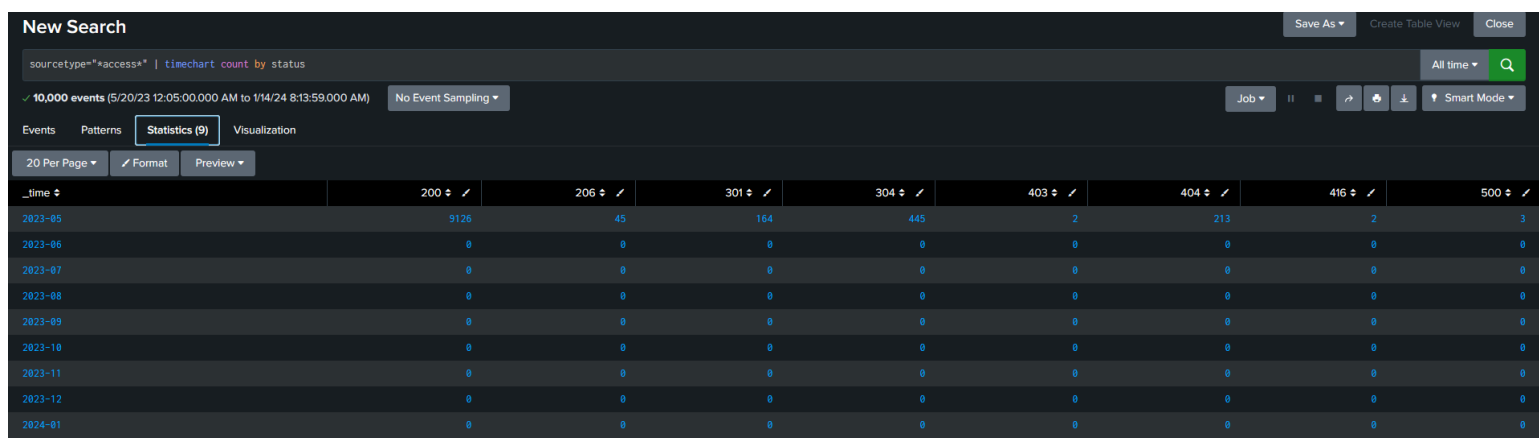 New Search
Save As Create Table View Close
sourcetype="*access*" | timechart count by status
All time
10,000 events (5/20/23 12:05:00.000 AM to 1/14/24 8:13:59.000 AM) No Event Sampling
Job Smart Mode
Events Patterns Statistics (9) Visualization
20 Per Page Format Preview
_time 200 206 301 304 403 404 416 500
2023-05 9126 45 164 445 2 213 2 3
2023-06 0 0 0 0 0 0 0 0
2023-07 0 0 0 0 0 0 0 0
2023-08 0 0 0 0 0 0 0 0
2023-09 0 0 0 0 0 0 0 0
2023-10 0 0 0 0 0 0 0 0
2023-11 0 0 0 0 0 0 0 0
2023-12 0 0 0 0 0 0 0 0
2024-01 0 0 0 0 0 0 0 0